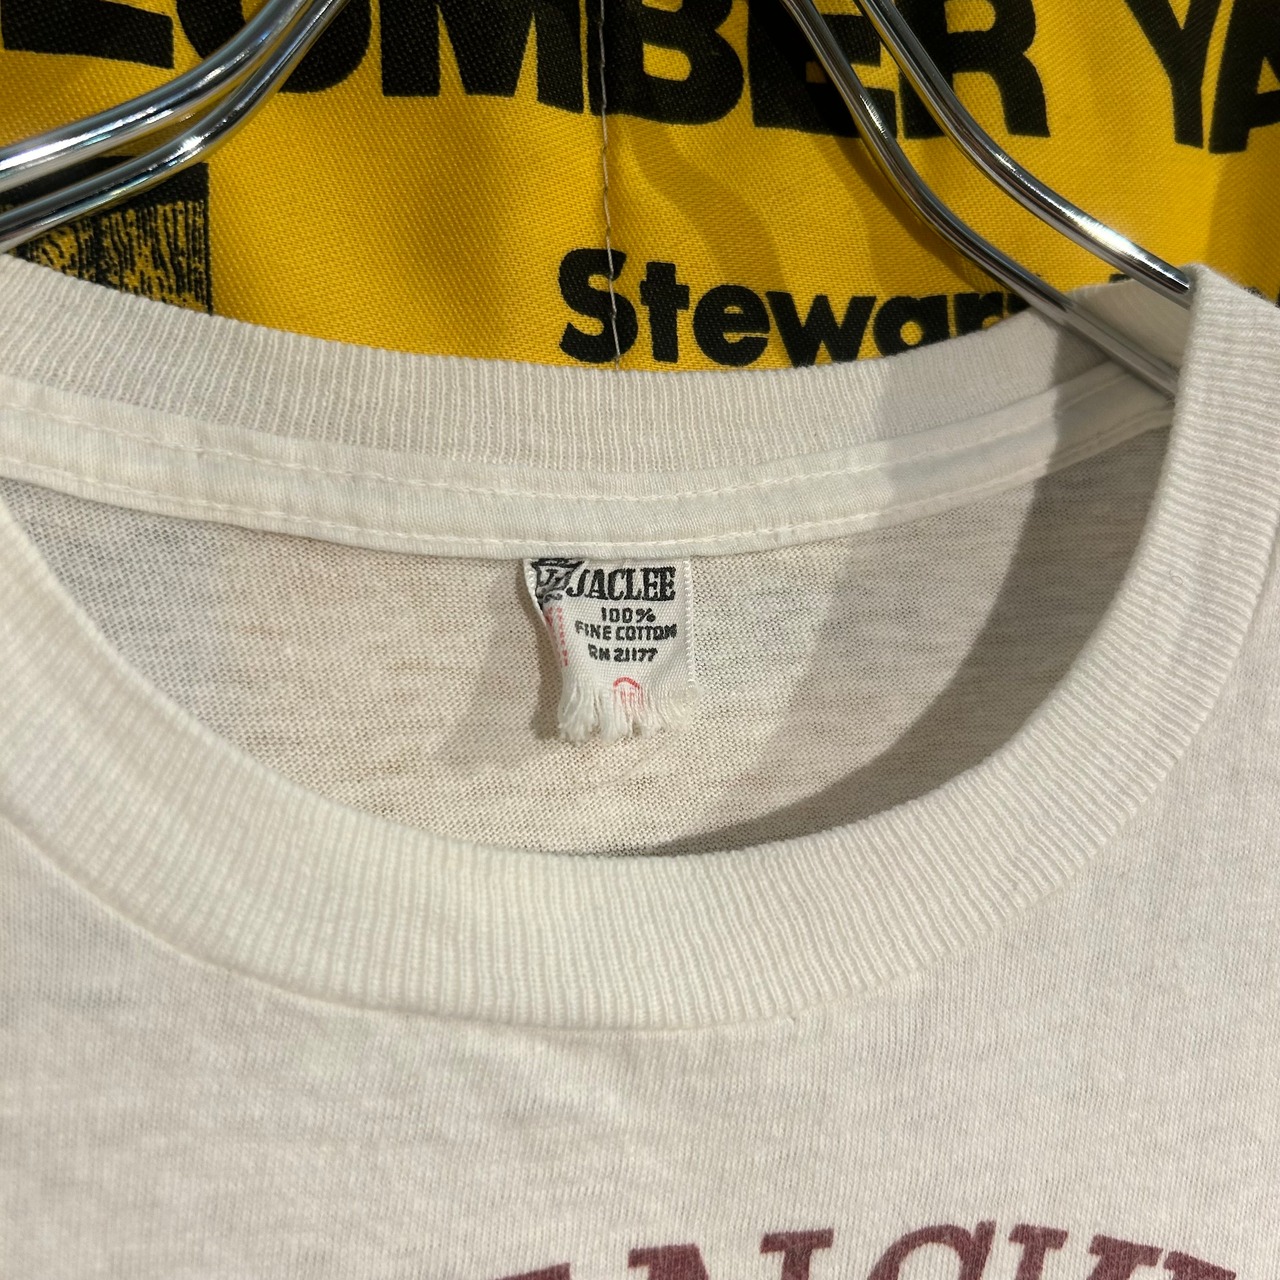 LUMBER YA
Stewar
JACLEE
100%
FINE COTTON
RN 21177